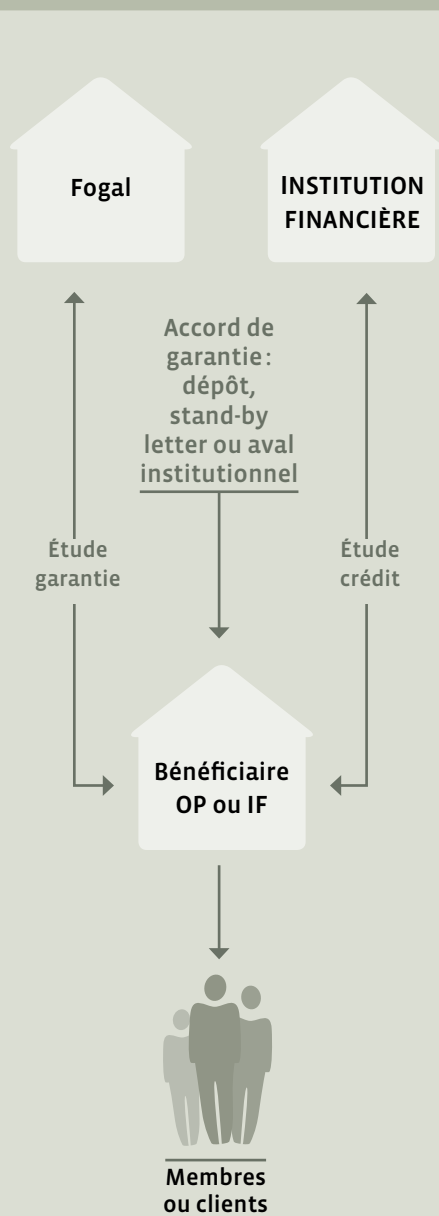 Fogal
INSTITUTION
FINANCIÈRE
Accord de
garantie :
dépôt,
stand-by
letter ou aval
institutionnel
Étude
garantie
Étude
crédit
Bénéficiaire
OP ou IF
Membres
ou clients